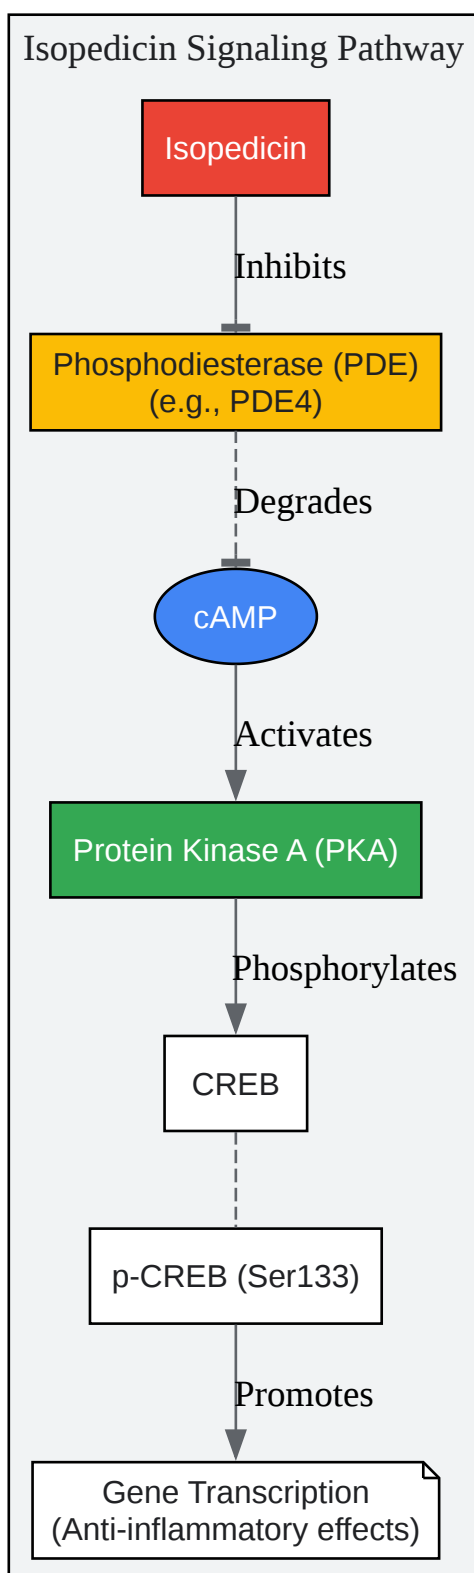 Isopedicin Signaling Pathway
Isopedicin
Inhibits
Phosphodiesterase (PDE)
(e.g., PDE4)
Degrades
cAMP
Activates
Protein Kinase A (PKA)
Phosphorylates
CREB
p-CREB (Ser133)
Promotes
Gene Transcription
(Anti-inflammatory effects)